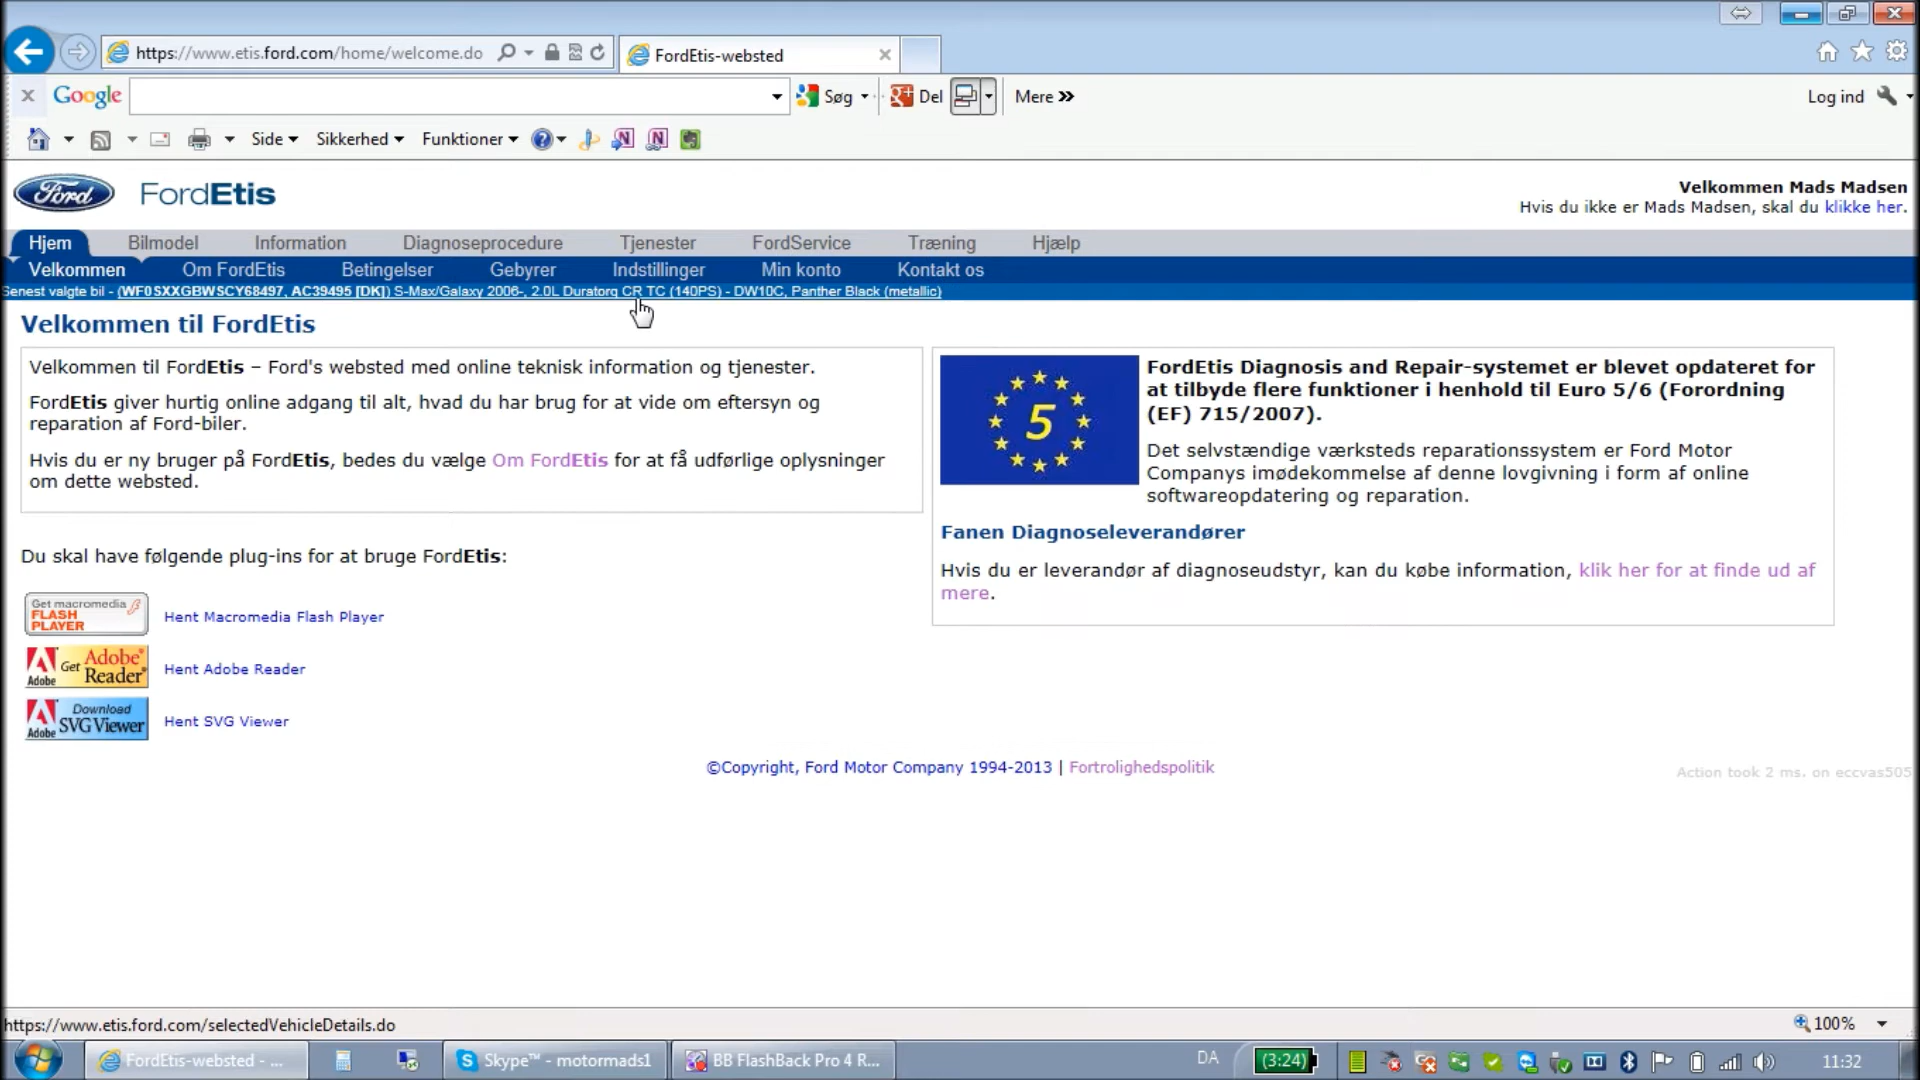 https://www.etis.ford.com/home/welcome.do
FordEtis-websted
Google
Søg
Del
Mere
Log ind
Side
Sikkerhed
Funktioner
Ford
FordEtis
Velkommen Mads Madsen
Hvis du ikke er Mads Madsen, skal du klikke her.
Hjem Bilmodel Information Diagnoseprocedure Tjenester FordService Træning Hjælp
Velkommen Om FordEtis Betingelser Gebyrer Indstillinger Min konto Kontakt os
Senest valgte bil - (WF0SXXGBWSCY68497, AC39495 [DK]) S-Max/Galaxy 2006-, 2.0L Duratorq CR TC (140PS) - DW10C, Panther Black (metallic)
Velkommen til FordEtis
Velkommen til FordEtis – Ford's websted med online teknisk information og tjenester.
FordEtis giver hurtig online adgang til alt, hvad du har brug for at vide om eftersyn og
reparation af Ford-biler.
Hvis du er ny bruger på FordEtis, bedes du vælge Om FordEtis for at få udførlige oplysninger
om dette websted.
5
FordEtis Diagnosis and Repair-systemet er blevet opdateret for
at tilbyde flere funktioner i henhold til Euro 5/6 (Forordning
(EF) 715/2007).
Det selvstændige værksteds reparationssystem er Ford Motor
Companys imødekommelse af denne lovgivning i form af online
softwareopdatering og reparation.
Fanen Diagnoseleverandører
Hvis du er leverandør af diagnoseudstyr, kan du købe information, klik her for at finde ud af
mere.
Du skal have følgende plug-ins for at bruge FordEtis:
Get macromedia
FLASH
PLAYER
Hent Macromedia Flash Player
Adobe
Get Adobe
Reader
Hent Adobe Reader
Adobe
Download
SVG Viewer
Hent SVG Viewer
©Copyright, Ford Motor Company 1994-2013 | Fortrolighedspolitik
Action took 2 ms. on eccvas505
https://www.etis.ford.com/selectedVehicleDetails.do
100%
FordEtis-websted - ...
Skype™ - motormads1
BB FlashBack Pro 4 R...
DA
(3:24)
11:32